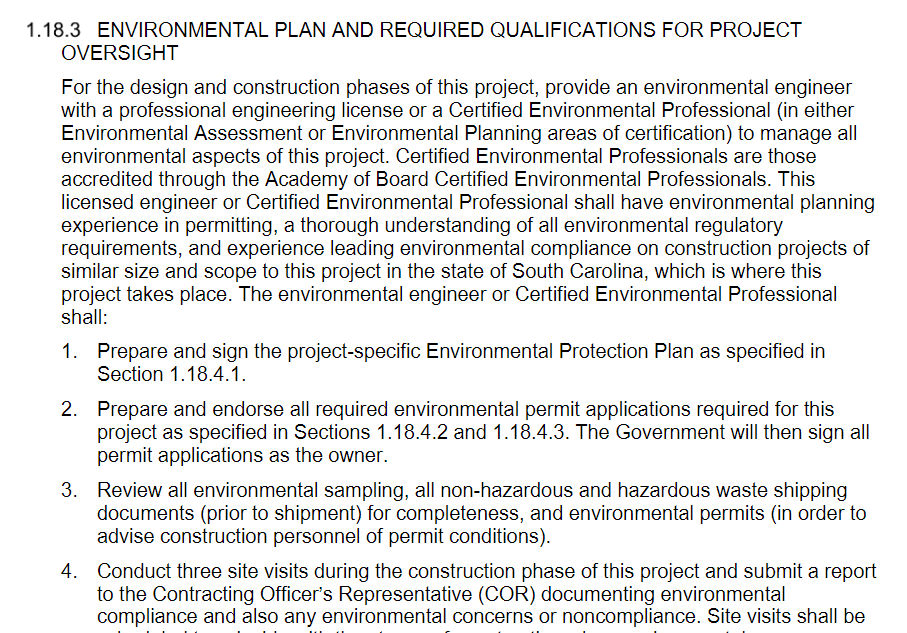 1.18.3 ENVIRONMENTAL PLAN AND REQUIRED QUALIFICATIONS FOR PROJECT
OVERSIGHT
For the design and construction phases of this project, provide an environmental engineer
with a professional engineering license or a Certified Environmental Professional (in either
Environmental Assessment or Environmental Planning areas of certification) to manage all
environmental aspects of this project. Certified Environmental Professionals are those
accredited through the Academy of Board Certified Environmental Professionals. This
licensed engineer or Certified Environmental Professional shall have environmental planning
experience in permitting, a thorough understanding of all environmental regulatory
requirements, and experience leading environmental compliance on construction projects of
similar size and scope to this project in the state of South Carolina, which is where this
project takes place. The environmental engineer or Certified Environmental Professional
shall:
1. Prepare and sign the project-specific Environmental Protection Plan as specified in
Section 1.18.4.1.
2. Prepare and endorse all required environmental permit applications required for this
project as specified in Sections 1.18.4.2 and 1.18.4.3. The Government will then sign all
permit applications as the owner.
3. Review all environmental sampling, all non-hazardous and hazardous waste shipping
documents (prior to shipment) for completeness, and environmental permits (in order to
advise construction personnel of permit conditions).
4. Conduct three site visits during the construction phase of this project and submit a report
to the Contracting Officer's Representative (COR) documenting environmental
compliance and also any environmental concerns or noncompliance. Site visits shall be